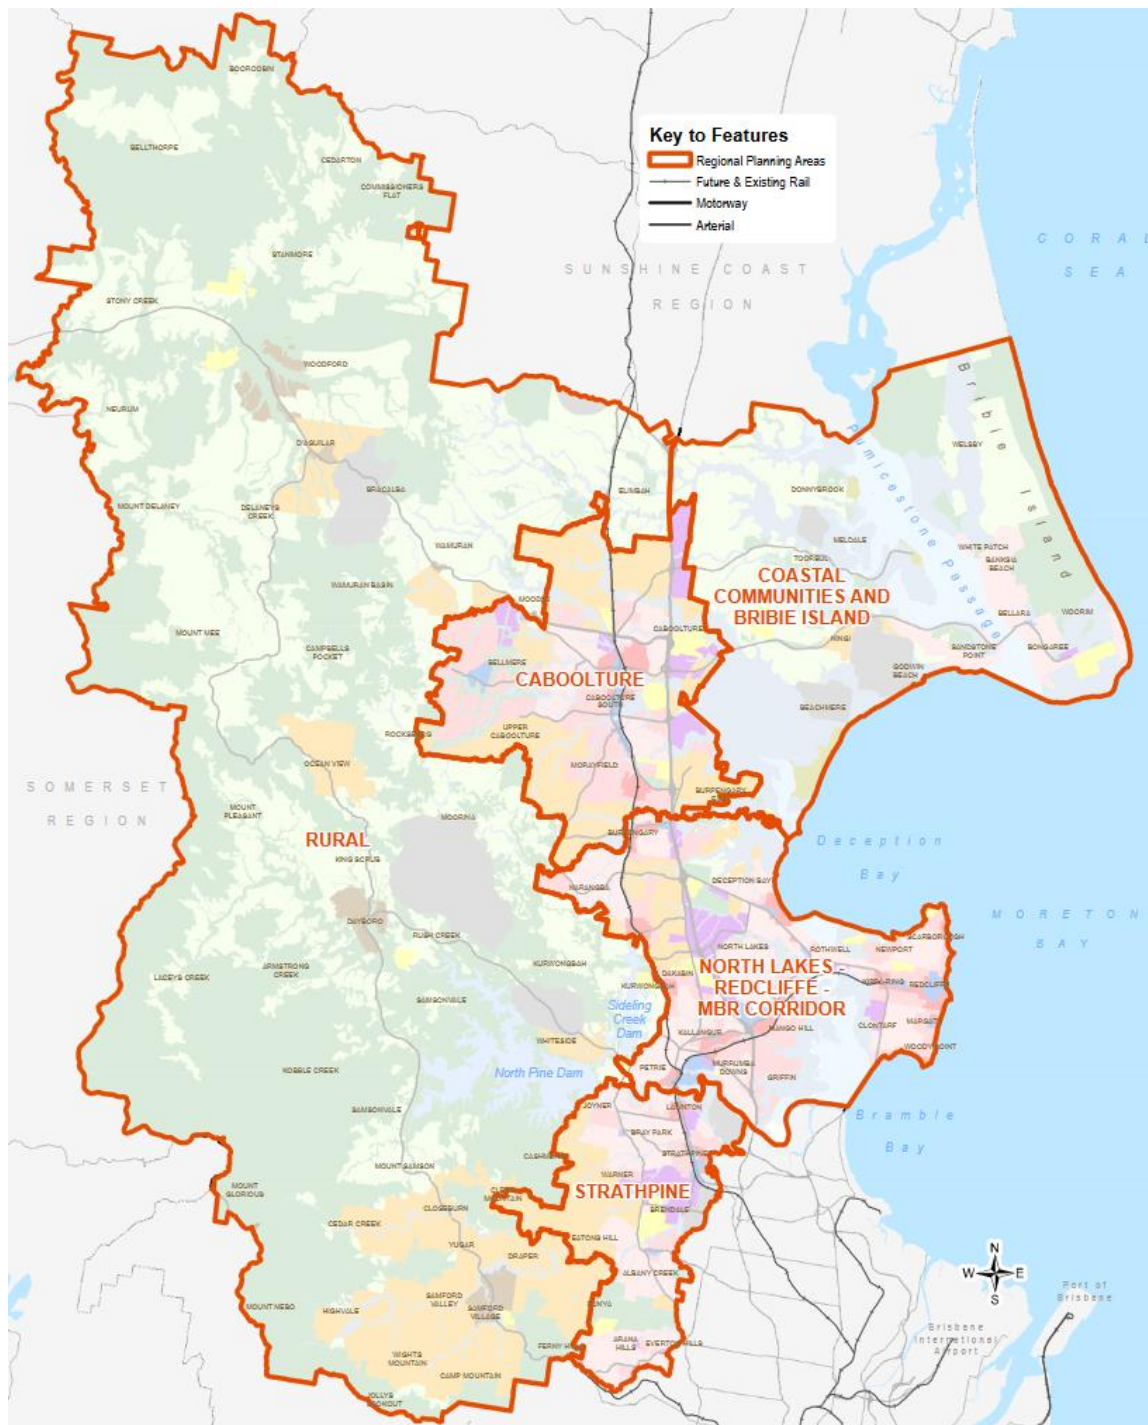 BOOROOBIN
BELLTHORPE
CEDARTON
COMMISSIONERS
FLAT
Key to Features
Regional Planning Areas
Future & Existing Rail
Motorway
Arterial
STANMORE
CORAL
SEA
SUNSHINE COAST
REGION
STONY CREEK
WOODFORD
NEURUM
Bribie Island
WELSBY
Pumicestone Passage
D'AGUILAR
BRACALBA
ELIMBAH
DONNYBROOK
MOUNT DELANEY
DELANEYS
CREEK
WAMURAN
MELDALE
TOORBUL
WHITE PATCH
BANKSIA
BEACH
COASTAL
COMMUNITIES AND
BRIBIE ISLAND
WAMURAN BASIN
BELLARA
WOORIM
MOUNT MEE
CABOOLTURE
NINGI
CAMPBELLS
POCKET
SANDSTONE
POINT
BONGAREE
BELLMERE
GODWIN
BEACH
CABOOLTURE
CABOOLTURE
SOUTH
BEACHMERE
ROCKSBERG
UPPER
CABOOLTURE
OCEAN VIEW
MORAYFIELD
SOMERSET
REGION
MOUNT
PLEASANT
MOORINA
BURPENGARY
Deception
Bay
RURAL
KING SCRUB
NARANGBA
DECEPTION BAY
MORETON
BAY
DAYBORO
RUSH CREEK
SCARBOROUGH
NORTH LAKES
ROTHWELL
NEWPORT
LACEYS CREEK
ARMSTRONG
CREEK
KURWONGBAH
NORTH LAKES -
REDCLIFFE -
MBR CORRIDOR
DAKABIN
KURWONGBAH
KIPPA-RING
REDCLIFFE
SAMSONVALE
Sideling
Creek
Dam
KALLANGUR
MANGO HILL
CLONTARF
MARGATE
WOODY POINT
WHITESIDE
PETRIE
MURRUMBA
DOWNS
GRIFFIN
KOBBLE CREEK
North Pine Dam
SAMSONVALE
JOYNER
LAWNTON
Bramble
Bay
BRAY PARK
STRATHPINE
MOUNT SAMSON
CASHMERE
WARNER
MOUNT
GLORIOUS
CLEAR
MOUNTAIN
STRATHPINE
CEDAR CREEK
CLOSEBURN
BRENDALE
YUGAR
DRAPER
EATONS HILL
N
W E
S
ALBANY CREEK
Port of
Brisbane
MOUNT NEBO
HIGHVALE
SAMFORD
VALLEY
SAMFORD
VILLAGE
BUNYA
Brisbane
International
Airport
FERNY HILLS
ARANA
HILLS
EVERTON HILLS
WIGHTS
MOUNTAIN
CAMP MOUNTAIN
JOLLYS
LOOKOUT